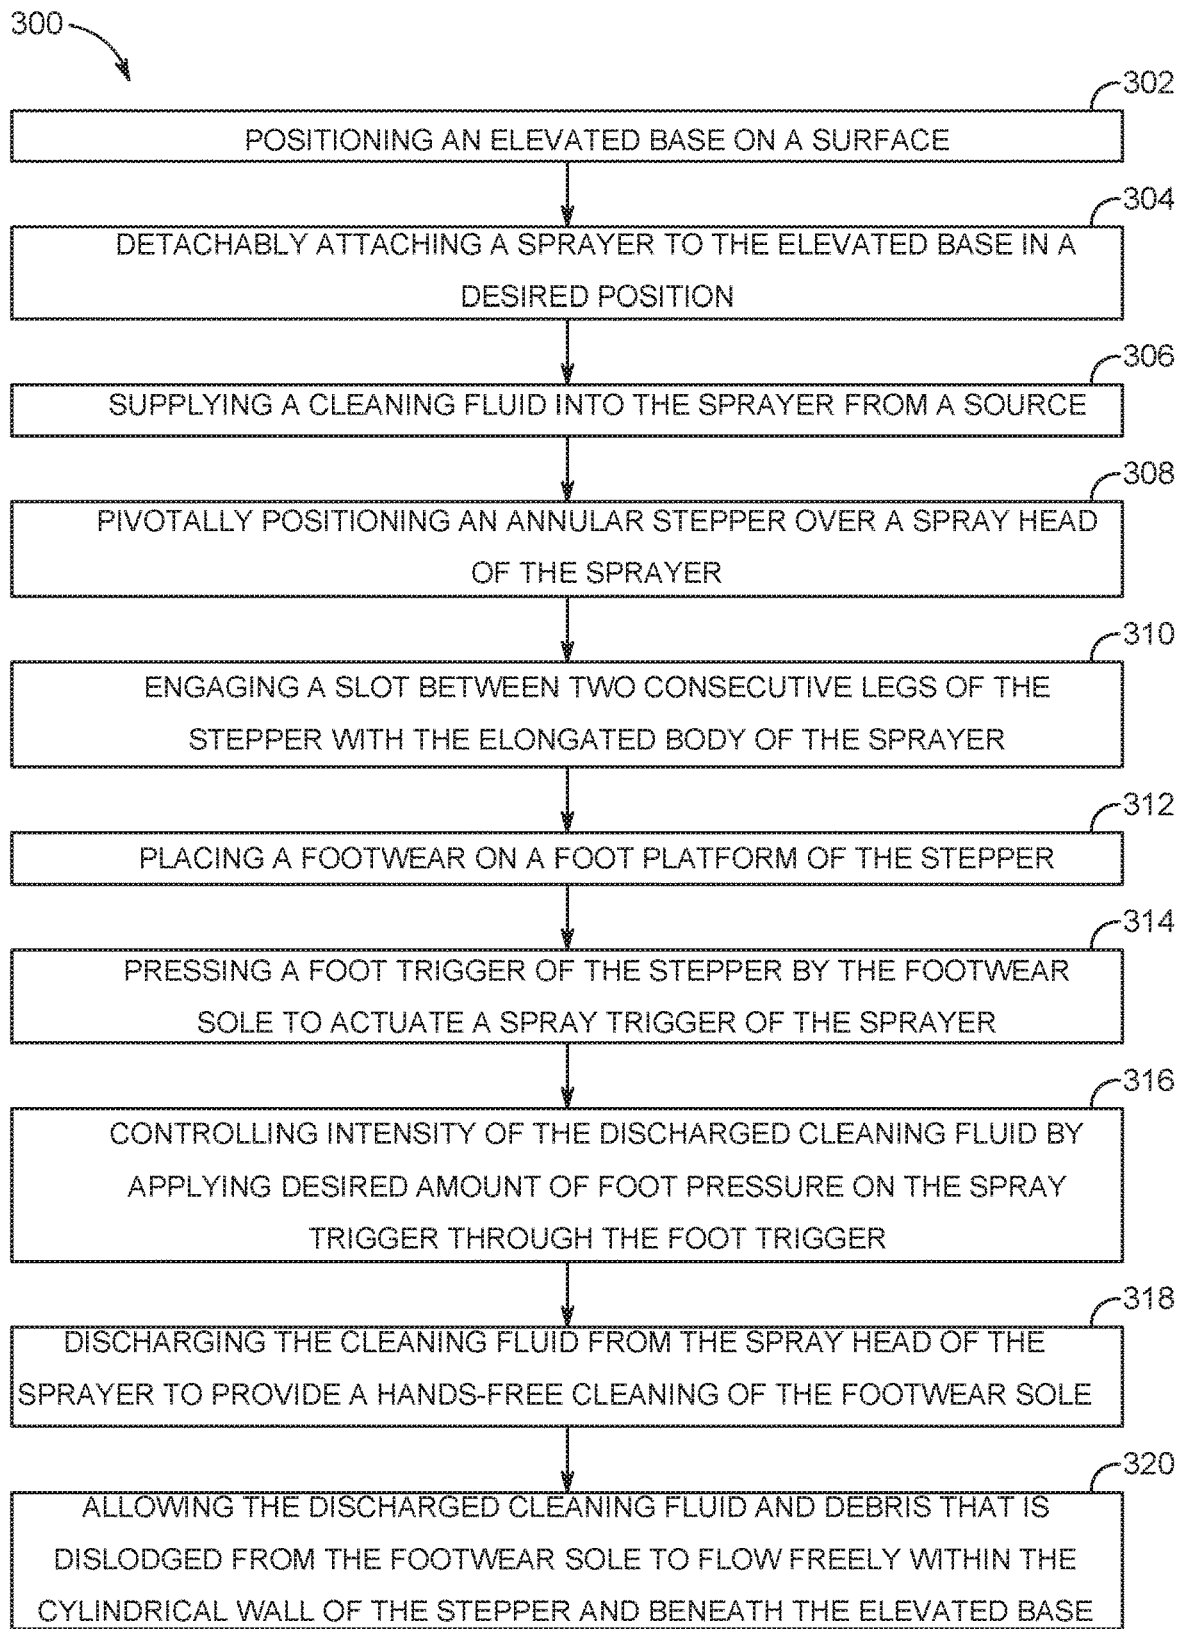 300
302
POSITIONING AN ELEVATED BASE ON A SURFACE
304
DETACHABLY ATTACHING A SPRAYER TO THE ELEVATED BASE IN A
DESIRED POSITION
306
SUPPLYING A CLEANING FLUID INTO THE SPRAYER FROM A SOURCE
308
PIVOTALLY POSITIONING AN ANNULAR STEPPER OVER A SPRAY HEAD
OF THE SPRAYER
310
ENGAGING A SLOT BETWEEN TWO CONSECUTIVE LEGS OF THE
STEPPER WITH THE ELONGATED BODY OF THE SPRAYER
312
PLACING A FOOTWEAR ON A FOOT PLATFORM OF THE STEPPER
314
PRESSING A FOOT TRIGGER OF THE STEPPER BY THE FOOTWEAR
SOLE TO ACTUATE A SPRAY TRIGGER OF THE SPRAYER
316
CONTROLLING INTENSITY OF THE DISCHARGED CLEANING FLUID BY
APPLYING DESIRED AMOUNT OF FOOT PRESSURE ON THE SPRAY
TRIGGER THROUGH THE FOOT TRIGGER
318
DISCHARGING THE CLEANING FLUID FROM THE SPRAY HEAD OF THE
SPRAYER TO PROVIDE A HANDS-FREE CLEANING OF THE FOOTWEAR SOLE
320
ALLOWING THE DISCHARGED CLEANING FLUID AND DEBRIS THAT IS
DISLODGED FROM THE FOOTWEAR SOLE TO FLOW FREELY WITHIN THE
CYLINDRICAL WALL OF THE STEPPER AND BENEATH THE ELEVATED BASE